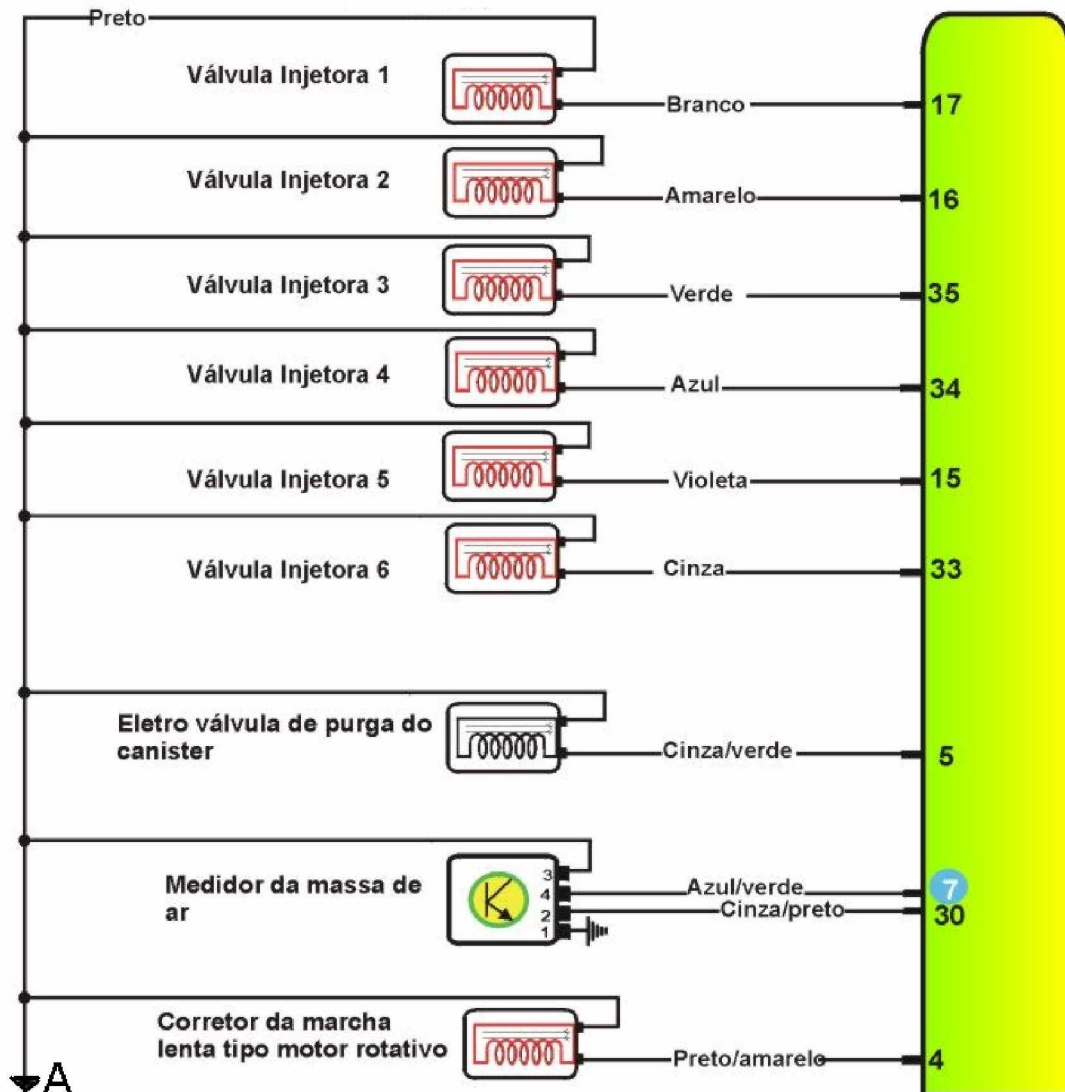 Preto
Válvula Injetora 1
Branco
17
Válvula Injetora 2
Amarelo
16
Válvula Injetora 3
Verde
35
Válvula Injetora 4
Azul
34
Válvula Injetora 5
Violeta
15
Válvula Injetora 6
Cinza
33
Eletro válvula de purga do
canister
Cinza/verde
5
Medidor da massa de
ar
3
4
2
1
Azul/verde
7
Cinza/preto
30
Corretor da marcha
lenta tipo motor rotativo
Preto/amarelo
4
A